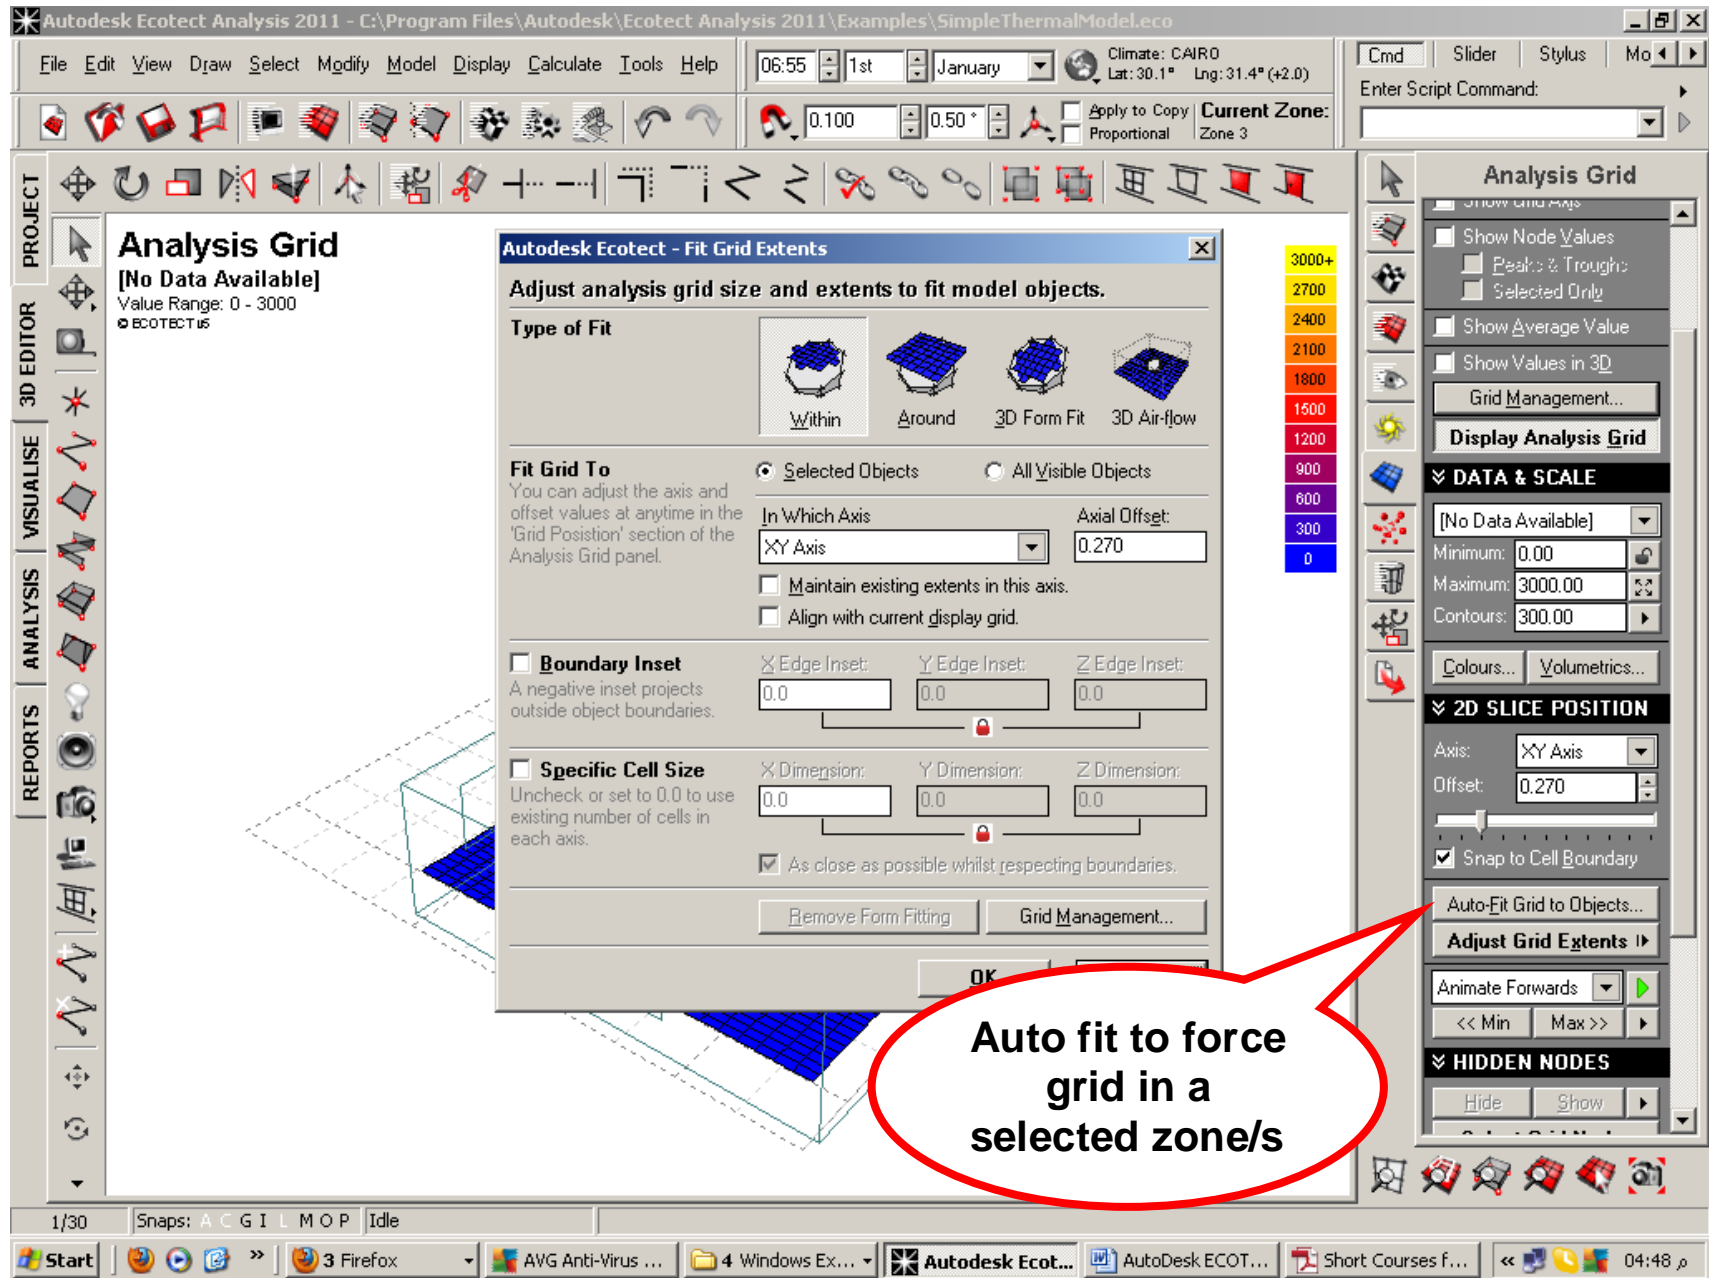 Autodesk Ecotect Analysis 2011 - C:\Program Files\Autodesk\Ecotect Analysis 2011\Examples\SimpleThermalModel.eco
File Edit View Draw Select Modify Model Display Calculate Tools Help
06:55 1st January
Climate: CAIRO
Lat: 30.1° Lng: 31.4° (+2.0)
Cmd Slider Stylus Mo
Enter Script Command:
0.100 0.50 °
Apply to Copy
Proportional
Current Zone:
Zone 3
PROJECT
3D EDITOR
VISUALISE
ANALYSIS
REPORTS
Analysis Grid
[No Data Available]
Value Range: 0 - 3000
© ECOTECT v5
Autodesk Ecotect - Fit Grid Extents
Adjust analysis grid size and extents to fit model objects.
Type of Fit
Within Around 3D Form Fit 3D Air-flow
Fit Grid To
You can adjust the axis and
offset values at anytime in the
'Grid Posistion' section of the
Analysis Grid panel.
Selected Objects All Visible Objects
In Which Axis Axial Offset:
XY Axis 0.270
Maintain existing extents in this axis.
Align with current display grid.
Boundary Inset
A negative inset projects
outside object boundaries.
X Edge Inset: Y Edge Inset: Z Edge Inset:
0.0 0.0 0.0
Specific Cell Size
Uncheck or set to 0.0 to use
existing number of cells in
each axis.
X Dimension: Y Dimension: Z Dimension:
0.0 0.0 0.0
As close as possible whilst respecting boundaries.
Remove Form Fitting Grid Management...
OK
3000+
2700
2400
2100
1800
1500
1200
900
600
300
0
Auto fit to force
grid in a
selected zone/s
Analysis Grid
Show Grid Axis
Show Node Values
Peaks & Troughs
Selected Only
Show Average Value
Show Values in 3D
Grid Management...
Display Analysis Grid
DATA & SCALE
[No Data Available]
Minimum: 0.00
Maximum: 3000.00
Contours: 300.00
Colours... Volumetrics...
2D SLICE POSITION
Axis: XY Axis
Offset: 0.270
Snap to Cell Boundary
Auto-Fit Grid to Objects...
Adjust Grid Extents
Animate Forwards
<< Min Max >>
HIDDEN NODES
Hide Show
1/30 Snaps: A C G I L M O P Idle
Start » 3 Firefox AVG Anti-Virus ... 4 Windows Ex... Autodesk Ecot... AutoDesk ECOT... Short Courses f... « 04:48 م